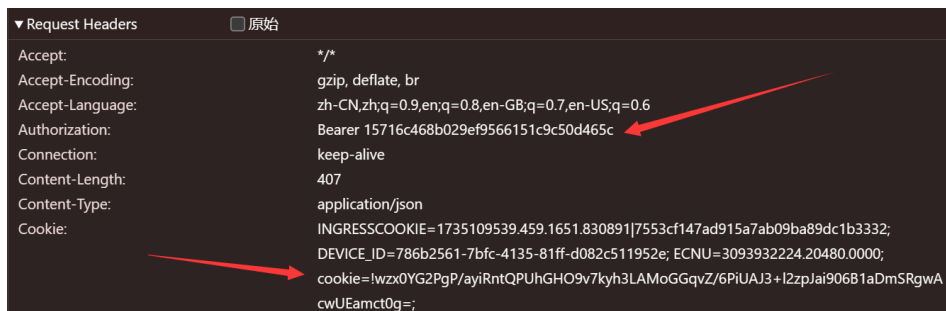 ▼Request Headers 原始
Accept: */*
Accept-Encoding: gzip, deflate, br
Accept-Language: zh-CN,zh;q=0.9,en;q=0.8,en-GB;q=0.7,en-US;q=0.6
Authorization: Bearer 15716c468b029ef9566151c9c50d465c
Connection: keep-alive
Content-Length: 407
Content-Type: application/json
Cookie: INGRESSCOOKIE=1735109539.459.1651.830891|7553cf147ad915a7ab09ba89dc1b3332;
DEVICE_ID=786b2561-7bfc-4135-81ff-d082c511952e; ECNU=3093932224.20480.0000;
cookie=!wzx0YG2PgP/ayiRntQPUhGHO9v7kyh3LAMoGGqvZ/6PiUAJ3+I2zpJai906B1aDmSRgwA
cwUEamct0g=;